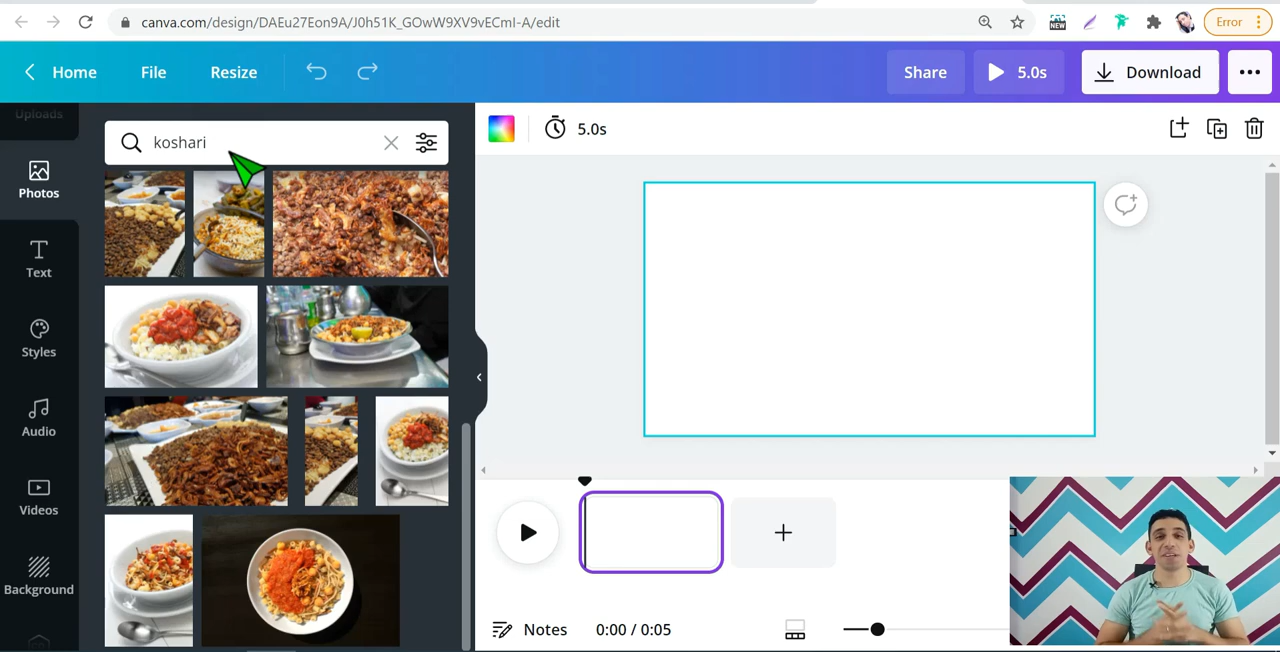 canva.com/design/DAEu27Eon9A/J0h51K_GOwW9XV9vECmI-A/edit
NEW
Error
Home
File
Resize
Share
5.0s
Download
Uploads
koshari
5.0s
Photos
Text
Styles
Audio
Videos
Background
Notes
0:00 / 0:05